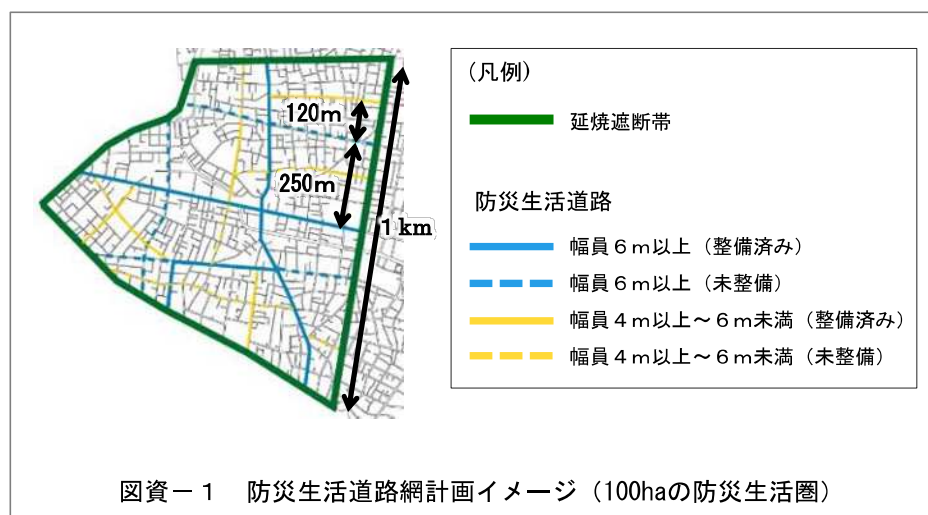 120m
250m
1 km
(凡例)
延焼遮断帯
防災生活道路
幅員６ｍ以上（整備済み）
幅員６ｍ以上（未整備）
幅員４ｍ以上～６ｍ未満（整備済み）
幅員４ｍ以上～６ｍ未満（未整備）
図資－１　防災生活道路網計画イメージ（100haの防災生活圏）